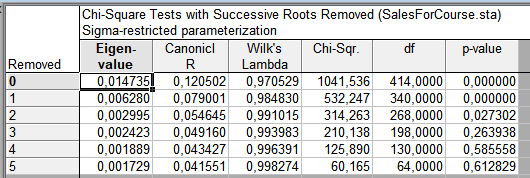 Chi-Square Tests with Successive Roots Removed (SalesForCourse.sta)
Sigma-restricted parameterization
Removed Eigen-value Canonicl R Wilk's Lambda Chi-Sqr. df p-value
0 0,014735 0,120502 0,970529 1041,536 414,0000 0,000000
1 0,006280 0,079001 0,984830 532,247 340,0000 0,000000
2 0,002995 0,054645 0,991015 314,263 268,0000 0,027302
3 0,002423 0,049160 0,993983 210,138 198,0000 0,263938
4 0,001889 0,043427 0,996391 125,890 130,0000 0,585558
5 0,001729 0,041551 0,998274 60,165 64,0000 0,612829